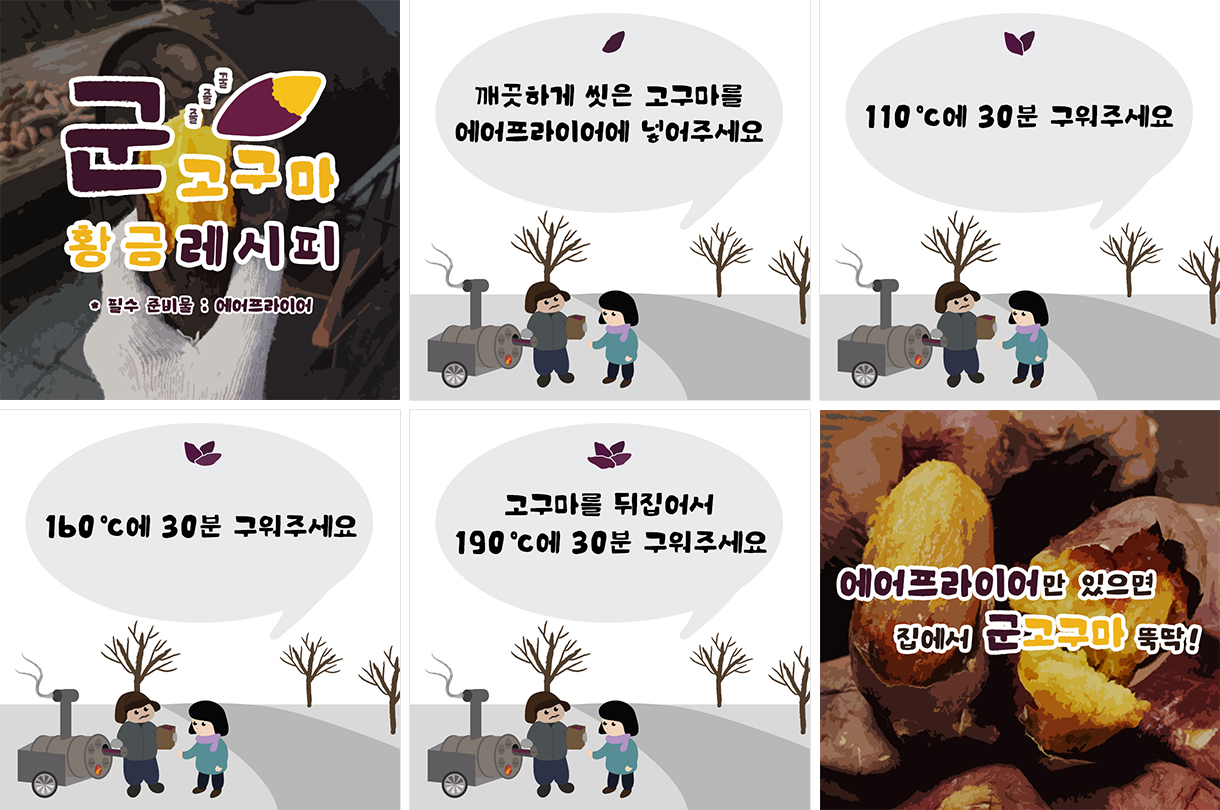 군고구마
황금레시피
* 필수 준비물 : 에어프라이어
깨끗하게 씻은 고구마를
에어프라이어에 넣어주세요
110℃에 30분 구워주세요
160℃에 30분 구워주세요
고구마를 뒤집어서
190℃에 30분 구워주세요
에어프라이어만 있으면
집에서 군고구마 뚝딱!